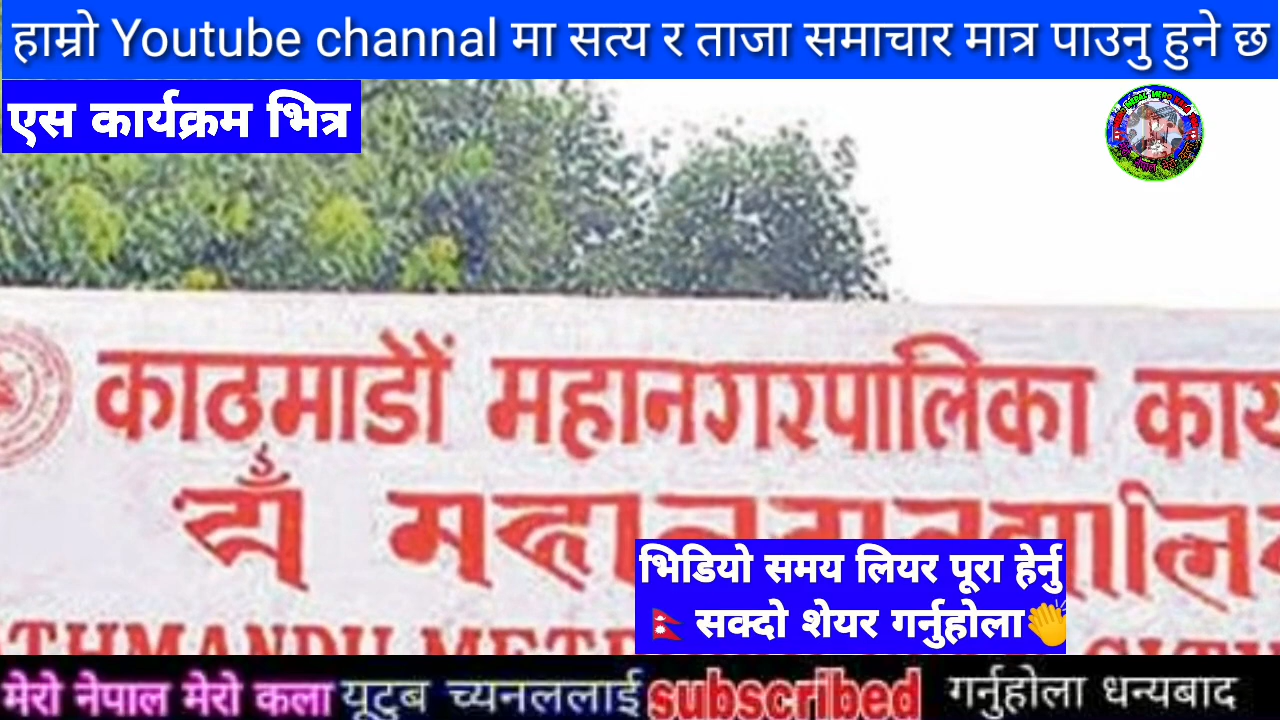 हाम्रो Youtube channal मा सत्य र ताजा समाचार मात्र पाउनु हुने छ
एस कार्यक्रम भित्र
काठमाडौं महानगरपालिका
भिडियो समय लियर पूरा हेर्नु
🇳🇵 सक्दो शेयर गर्नुहोला👏
मेरो नेपाल मेरो कला यूटुब च्यनललाई subscribed गर्नुहोला धन्यबाद